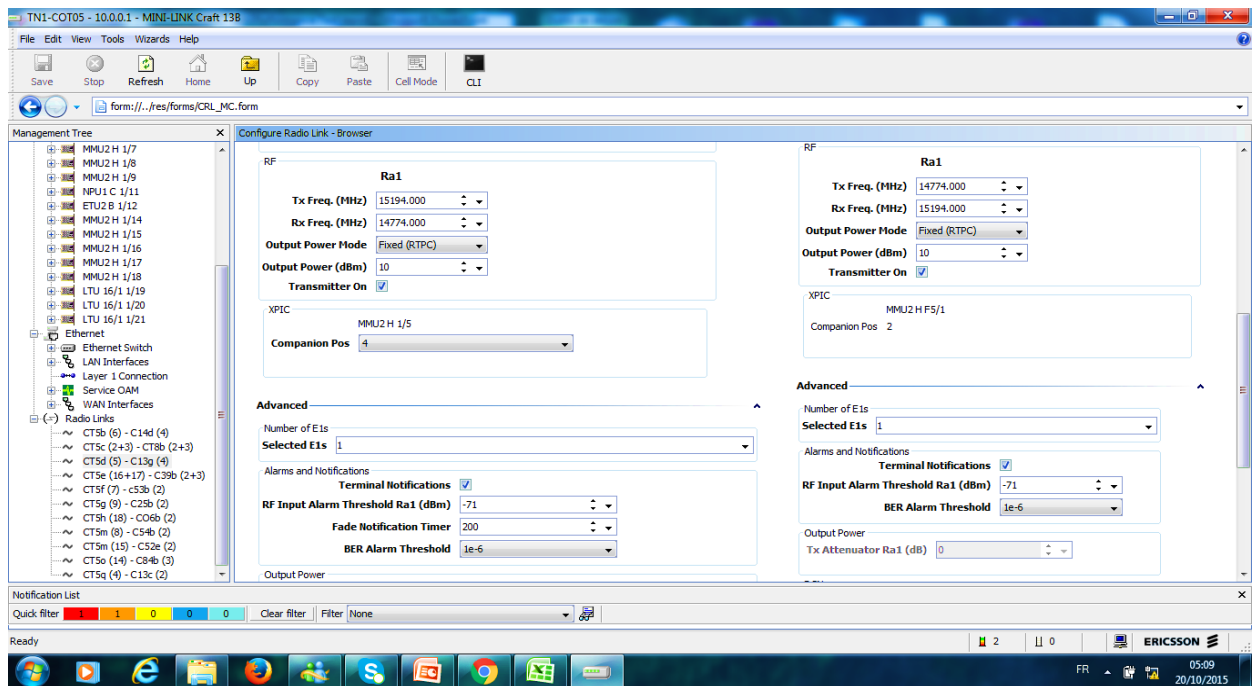 TN1-COT05 - 10.0.0.1 - MINI-LINK Craft 13B
File Edit View Tools Wizards Help
Save Stop Refresh Home Up Copy Paste Cell Mode CLI
form://../res/forms/CRL_MC.form
Management Tree
MMU2 H 1/7
MMU2 H 1/8
MMU2 H 1/9
NPU1 C 1/11
ETU2 B 1/12
MMU2 H 1/14
MMU2 H 1/15
MMU2 H 1/16
MMU2 H 1/17
MMU2 H 1/18
LTU 16/1 1/19
LTU 16/1 1/20
LTU 16/1 1/21
Ethernet
Ethernet Switch
LAN Interfaces
Layer 1 Connection
Service OAM
WAN Interfaces
Radio Links
CT5b (6) - C14d (4)
CT5c (2+3) - CT8b (2+3)
CT5d (5) - C13g (4)
CT5e (16+17) - C39b (2+3)
CT5f (7) - c53b (2)
CT5g (9) - C25b (2)
CT5h (18) - CO6b (2)
CT5m (8) - C54b (2)
CT5m (15) - C52e (2)
CT5o (14) - C84b (3)
CT5q (4) - C13c (2)
Configure Radio Link - Browser
RF
Ra1
Tx Freq. (MHz) 15194.000
Rx Freq. (MHz) 14774.000
Output Power Mode Fixed (RTPC)
Output Power (dBm) 10
Transmitter On
XPIC
MMU2 H 1/5
Companion Pos 4
Advanced
Number of E1s
Selected E1s 1
Alarms and Notifications
Terminal Notifications
RF Input Alarm Threshold Ra1 (dBm) -71
Fade Notification Timer 200
BER Alarm Threshold 1e-6
Output Power
RF
Ra1
Tx Freq. (MHz) 14774.000
Rx Freq. (MHz) 15194.000
Output Power Mode Fixed (RTPC)
Output Power (dBm) 10
Transmitter On
XPIC
MMU2 H F5/1
Companion Pos 2
Advanced
Number of E1s
Selected E1s 1
Alarms and Notifications
Terminal Notifications
RF Input Alarm Threshold Ra1 (dBm) -71
BER Alarm Threshold 1e-6
Output Power
Tx Attenuator Ra1 (dB) 0
Notification List
Quick filter 1 1 0 0 0 Clear filter Filter None
Ready 2 0 ERICSSON
FR 05:09
20/10/2015